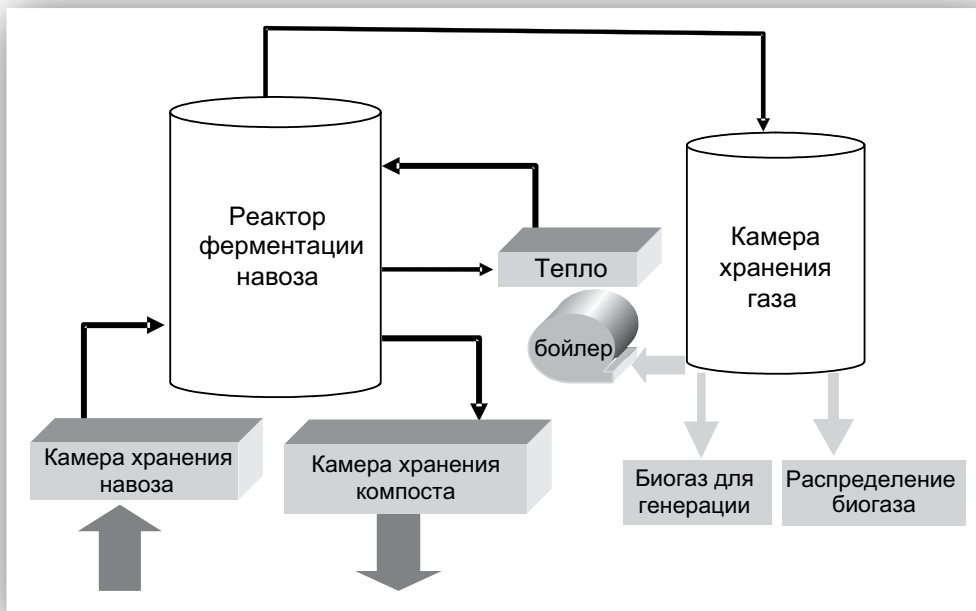 Реактор
ферментации
навоза
Тепло
Камера
хранения
газа
бойлер
Камера хранения
навоза
Камера хранения
компоста
Биогаз для
генерации
Распределение
биогаза